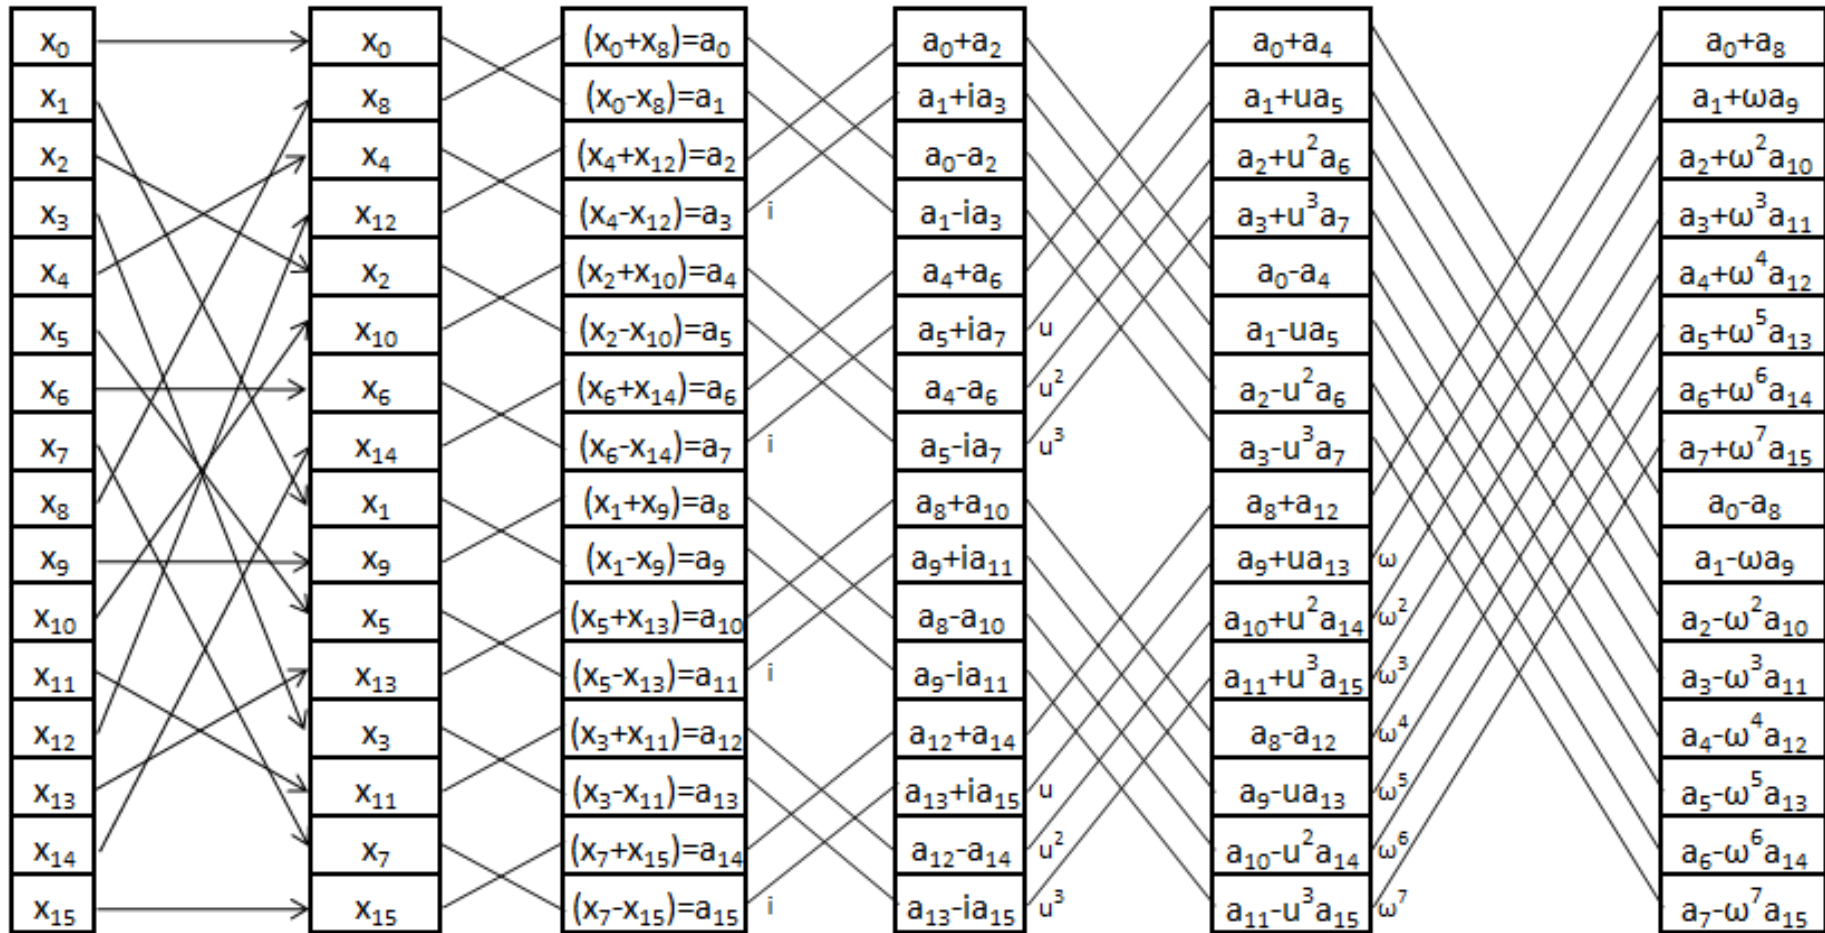 x₀ x₀ (x₀+x₈)=a₀ a₀+a₂ a₀+a₄ a₀+a₈
x₁ x₈ (x₀-x₈)=a₁ a₁+ia₃ a₁+ua₅ a₁+ωa₉
x₂ x₄ (x₄+x₁₂)=a₂ a₀-a₂ a₂+u²a₆ a₂+ω²a₁₀
x₃ x₁₂ (x₄-x₁₂)=a₃ i a₁-ia₃ a₃+u³a₇ a₃+ω³a₁₁
x₄ x₂ (x₂+x₁₀)=a₄ a₄+a₆ a₀-a₄ a₄+ω⁴a₁₂
x₅ x₁₀ (x₂-x₁₀)=a₅ a₅+ia₇ u a₁-ua₅ a₅+ω⁵a₁₃
x₆ x₆ (x₆+x₁₄)=a₆ a₄-a₆ u² a₂-u²a₆ a₆+ω⁶a₁₄
x₇ x₁₄ (x₆-x₁₄)=a₇ i a₅-ia₇ u³ a₃-u³a₇ a₇+ω⁷a₁₅
x₈ x₁ (x₁+x₉)=a₈ a₈+a₁₀ a₈+a₁₂ a₀-a₈
x₉ x₉ (x₁-x₉)=a₉ a₉+ia₁₁ a₉+ua₁₃ ω a₁-ωa₉
x₁₀ x₅ (x₅+x₁₃)=a₁₀ a₈-a₁₀ a₁₀+u²a₁₄ ω² a₂-ω²a₁₀
x₁₁ x₁₃ (x₅-x₁₃)=a₁₁ i a₉-ia₁₁ a₁₁+u³a₁₅ ω³ a₃-ω³a₁₁
x₁₂ x₃ (x₃+x₁₁)=a₁₂ a₁₂+a₁₄ a₈-a₁₂ ω⁴ a₄-ω⁴a₁₂
x₁₃ x₁₁ (x₃-x₁₁)=a₁₃ a₁₃+ia₁₅ u a₉-ua₁₃ ω⁵ a₅-ω⁵a₁₃
x₁₄ x₇ (x₇+x₁₅)=a₁₄ a₁₂-a₁₄ u² a₁₀-u²a₁₄ ω⁶ a₆-ω⁶a₁₄
x₁₅ x₁₅ (x₇-x₁₅)=a₁₅ i a₁₃-ia₁₅ u³ a₁₁-u³a₁₅ ω⁷ a₇-ω⁷a₁₅